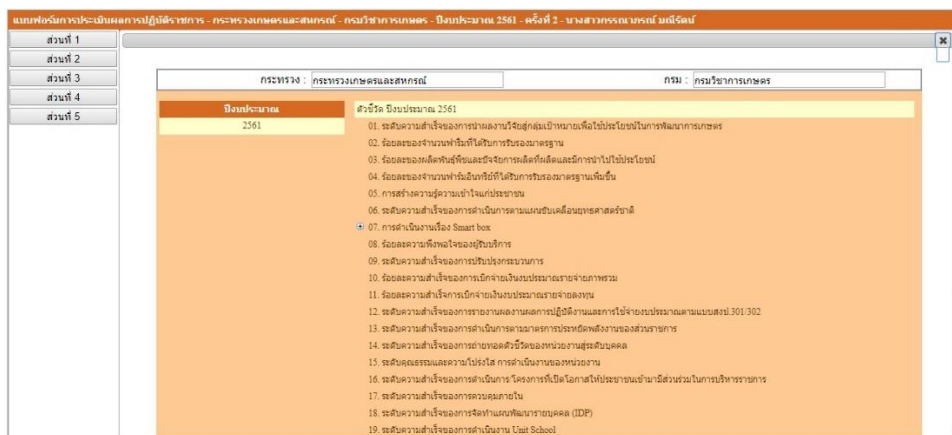 แบบฟอร์มการประเมินผลการปฏิบัติราชการ - กระทรวงเกษตรและสหกรณ์ - กรมวิชาการเกษตร - ปีงบประมาณ 2561 - ครั้งที่ 2 - นางสาวกรรณาภรณ์ มณีรัตน์
ส่วนที่ 1
ส่วนที่ 2
ส่วนที่ 3
ส่วนที่ 4
ส่วนที่ 5
กระทรวง : กระทรวงเกษตรและสหกรณ์ กรม : กรมวิชาการเกษตร
ปีงบประมาณ
2561
ตัวชี้วัด ปีงบประมาณ 2561
01. ระดับความสำเร็จของการนำผลงานวิจัยสู่กลุ่มเป้าหมายเพื่อใช้ประโยชน์ในการพัฒนาการเกษตร
02. ร้อยละของจำนวนฟาร์มที่ได้รับการรับรองมาตรฐาน
03. ร้อยละของผลิตพันธุ์พืชและปัจจัยการผลิตที่ผลิตและมีการนำไปใช้ประโยชน์
04. ร้อยละของจำนวนฟาร์มอินทรีย์ที่ได้รับการรับรองมาตรฐานเพิ่มขึ้น
05. การสร้างความรู้ความเข้าใจแก่ประชาชน
06. ระดับความสำเร็จของการดำเนินการตามแผนขับเคลื่อนยุทธศาสตร์ชาติ
07. การดำเนินงานเรื่อง Smart box
08. ร้อยละความพึงพอใจของผู้รับบริการ
09. ระดับความสำเร็จของการปรับปรุงกระบวนการ
10. ร้อยละความสำเร็จของการเบิกจ่ายเงินงบประมาณรายจ่ายภาพรวม
11. ร้อยละความสำเร็จการเบิกจ่ายเงินงบประมาณรายจ่ายลงทุน
12. ระดับความสำเร็จของการรายงานผลงานผลการปฏิบัติงานและการใช้จ่ายงบประมาณตามแบบสงป.301/302
13. ระดับความสำเร็จของการดำเนินการตามมาตรการประหยัดพลังงานของส่วนราชการ
14. ระดับความสำเร็จของการถ่ายทอดตัวชี้วัดของหน่วยงานสู่ระดับบุคคล
15. ระดับคุณธรรมและความโปร่งใส การดำเนินงานของหน่วยงาน
16. ระดับความสำเร็จของการดำเนินการ/โครงการที่เปิดโอกาสให้ประชาชนเข้ามามีส่วนร่วมในการบริหารราชการ
17. ระดับความสำเร็จของการควบคุมภายใน
18. ระดับความสำเร็จของการจัดทำแผนพัฒนารายบุคคล (IDP)
19. ระดับความสำเร็จของการดำเนินงาน Unit School